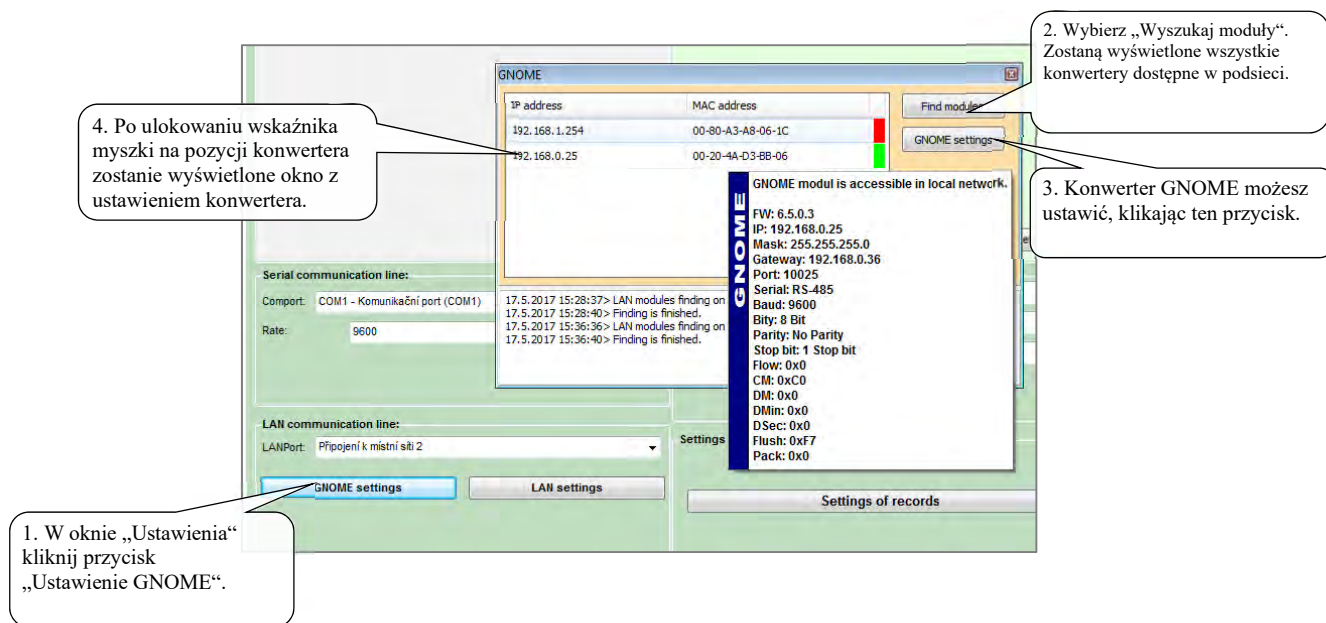 2. Wybierz „Wyszukaj moduły“.
Zostaną wyświetlone wszystkie
konwertery dostępne w podsieci.
GNOME
IP address MAC address
192.168.1.254 00-80-A3-A8-06-1C
192.168.0.25 00-20-4A-D3-BB-06
Find modules
GNOME settings
4. Po ulokowaniu wskaźnika
myszki na pozycji konwertera
zostanie wyświetlone okno z
ustawieniem konwertera.
3. Konwerter GNOME możesz
ustawić, klikając ten przycisk.
GNOME
GNOME modul is accessible in local network.
FW: 6.5.0.3
IP: 192.168.0.25
Mask: 255.255.255.0
Gateway: 192.168.0.36
Port: 10025
Serial: RS-485
Baud: 9600
Bity: 8 Bit
Parity: No Parity
Stop bit: 1 Stop bit
Flow: 0x0
CM: 0xC0
DM: 0x0
DMin: 0x0
DSec: 0x0
Flush: 0xF7
Pack: 0x0
17.5.2017 15:28:37> LAN modules finding on
17.5.2017 15:28:40> Finding is finished.
17.5.2017 15:36:36> LAN modules finding on
17.5.2017 15:36:40> Finding is finished.
Serial communication line:
Comport: COM1 - Komunikační port (COM1)
Rate: 9600
LAN communication line:
LANPort: Připojení k místní síti 2
GNOME settings LAN settings
Settings
Settings of records
1. W oknie „Ustawienia“
kliknij przycisk
„Ustawienie GNOME“.